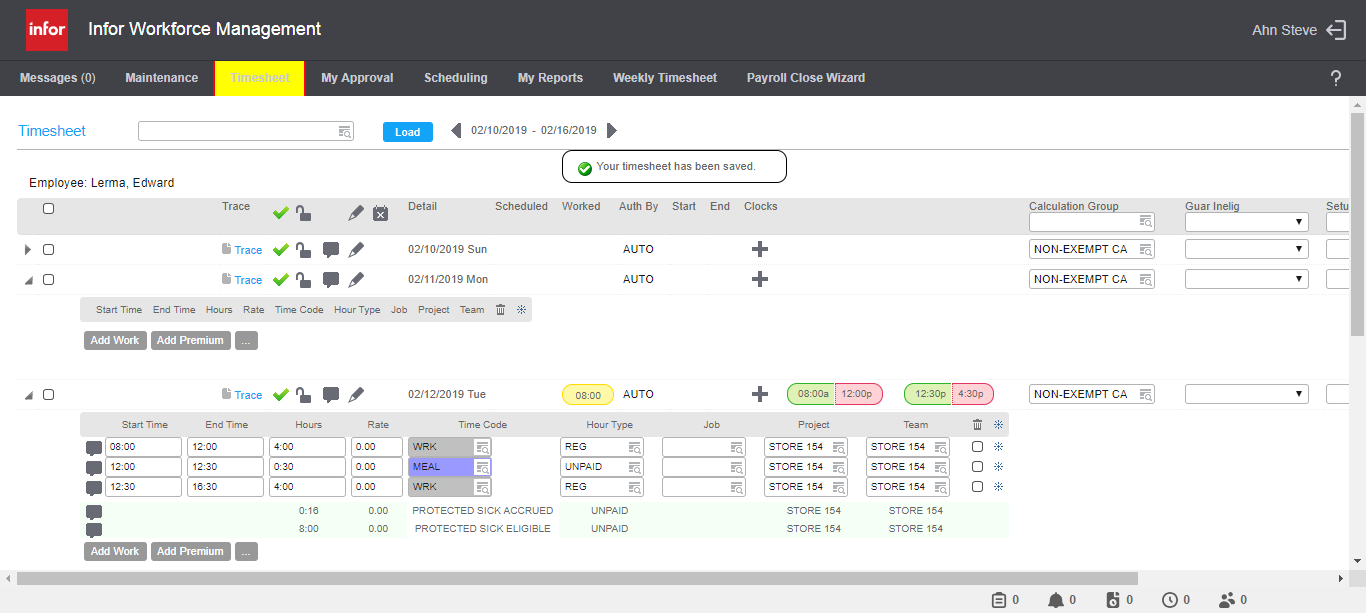 infor Infor Workforce Management Ahn Steve
Messages (0) Maintenance Timesheet My Approval Scheduling My Reports Weekly Timesheet Payroll Close Wizard ?
Timesheet Load 02/10/2019 - 02/16/2019
Your timesheet has been saved.
Employee: Lerma, Edward
Trace Detail Scheduled Worked Auth By Start End Clocks Calculation Group Guar Inelig Setu
Trace 02/10/2019 Sun AUTO NON-EXEMPT CA
Trace 02/11/2019 Mon AUTO NON-EXEMPT CA
Start Time End Time Hours Rate Time Code Hour Type Job Project Team
Add Work Add Premium ...
Trace 02/12/2019 Tue 08:00 AUTO 08:00a 12:00p 12:30p 4:30p NON-EXEMPT CA
Start Time End Time Hours Rate Time Code Hour Type Job Project Team
08:00 12:00 4:00 0.00 WRK REG STORE 154 STORE 154
12:00 12:30 0:30 0.00 MEAL UNPAID STORE 154 STORE 154
12:30 16:30 4:00 0.00 WRK REG STORE 154 STORE 154
0:16 0.00 PROTECTED SICK ACCRUED UNPAID STORE 154 STORE 154
8:00 0.00 PROTECTED SICK ELIGIBLE UNPAID STORE 154 STORE 154
Add Work Add Premium ...
0 0 0 0 0